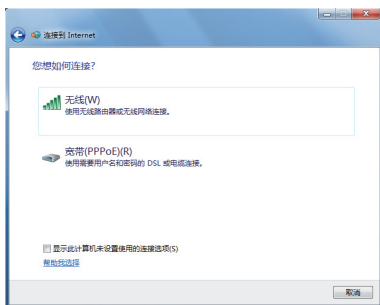 连接到 Internet
您想如何连接?
无线(W)
使用无线路由器或无线网络连接。
宽带(PPPoE)(R)
使用需要用户名和密码的 DSL 或电缆连接。
显示此计算机未设置使用的连接选项(S)
帮助我选择
取消